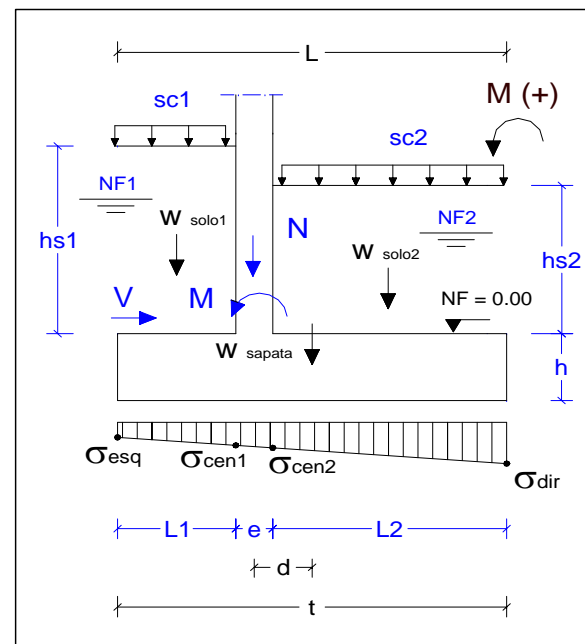 L
sc1
M (+)
sc2
NF1
NF2
W solo1
N
W solo2
hs1
hs2
V
M
NF = 0.00
W sapata
h
σesq
σcen1
σcen2
σdir
L1
e
L2
d
t